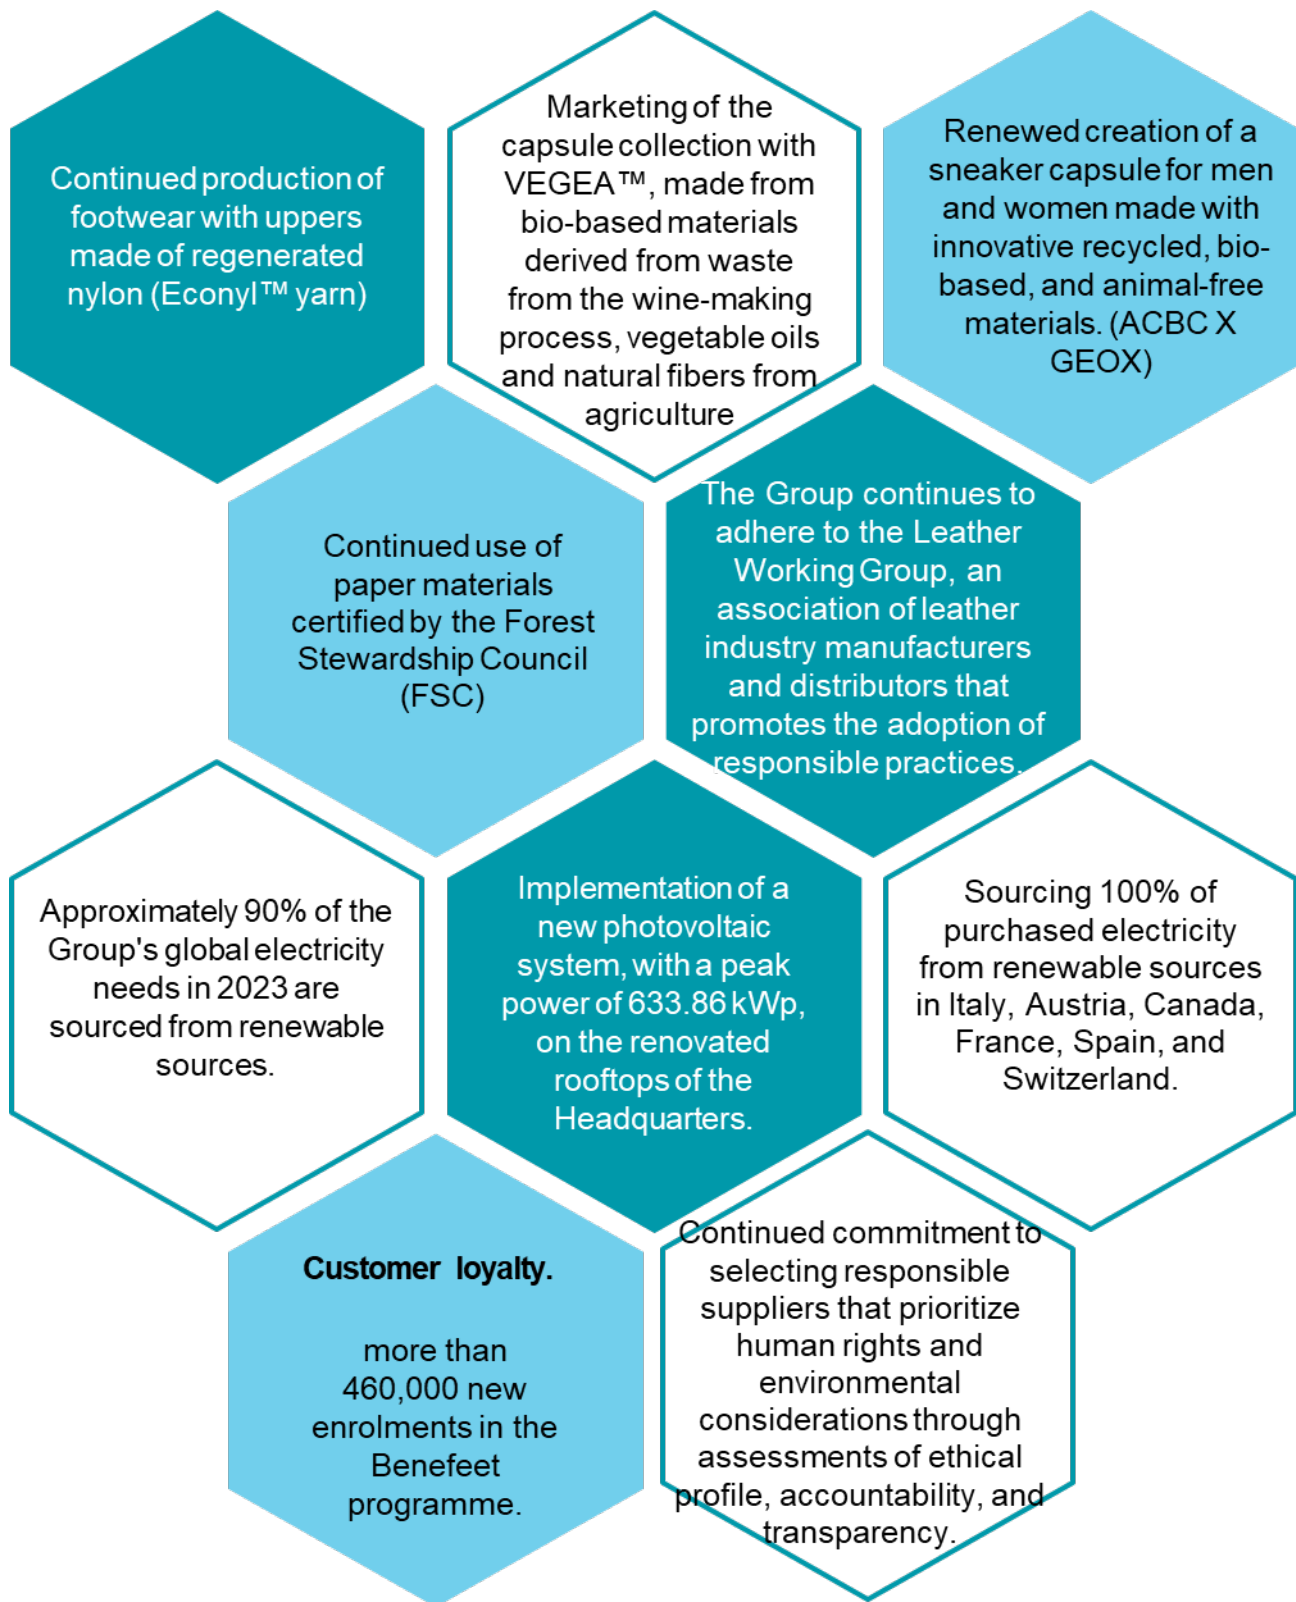 Continued production of
footwear with uppers
made of regenerated
nylon (Econyl™ yarn)
Marketing of the
capsule collection with
VEGEA™, made from
bio-based materials
derived from waste
from the wine-making
process, vegetable oils
and natural fibers from
agriculture
Renewed creation of a
sneaker capsule for men
and women made with
innovative recycled, bio-
based, and animal-free
materials. (ACBC X
GEOX)
Continued use of
paper materials
certified by the Forest
Stewardship Council
(FSC)
The Group continues to
adhere to the Leather
Working Group, an
association of leather
industry manufacturers
and distributors that
promotes the adoption of
responsible practices.
Approximately 90% of the
Group's global electricity
needs in 2023 are
sourced from renewable
sources.
Implementation of a
new photovoltaic
system, with a peak
power of 633.86 kWp,
on the renovated
rooftops of the
Headquarters.
Sourcing 100% of
purchased electricity
from renewable sources
in Italy, Austria, Canada,
France, Spain, and
Switzerland.
Customer loyalty.
more than
460,000 new
enrolments in the
Benefeet
programme.
Continued commitment to
selecting responsible
suppliers that prioritize
human rights and
environmental
considerations through
assessments of ethical
profile, accountability, and
transparency.